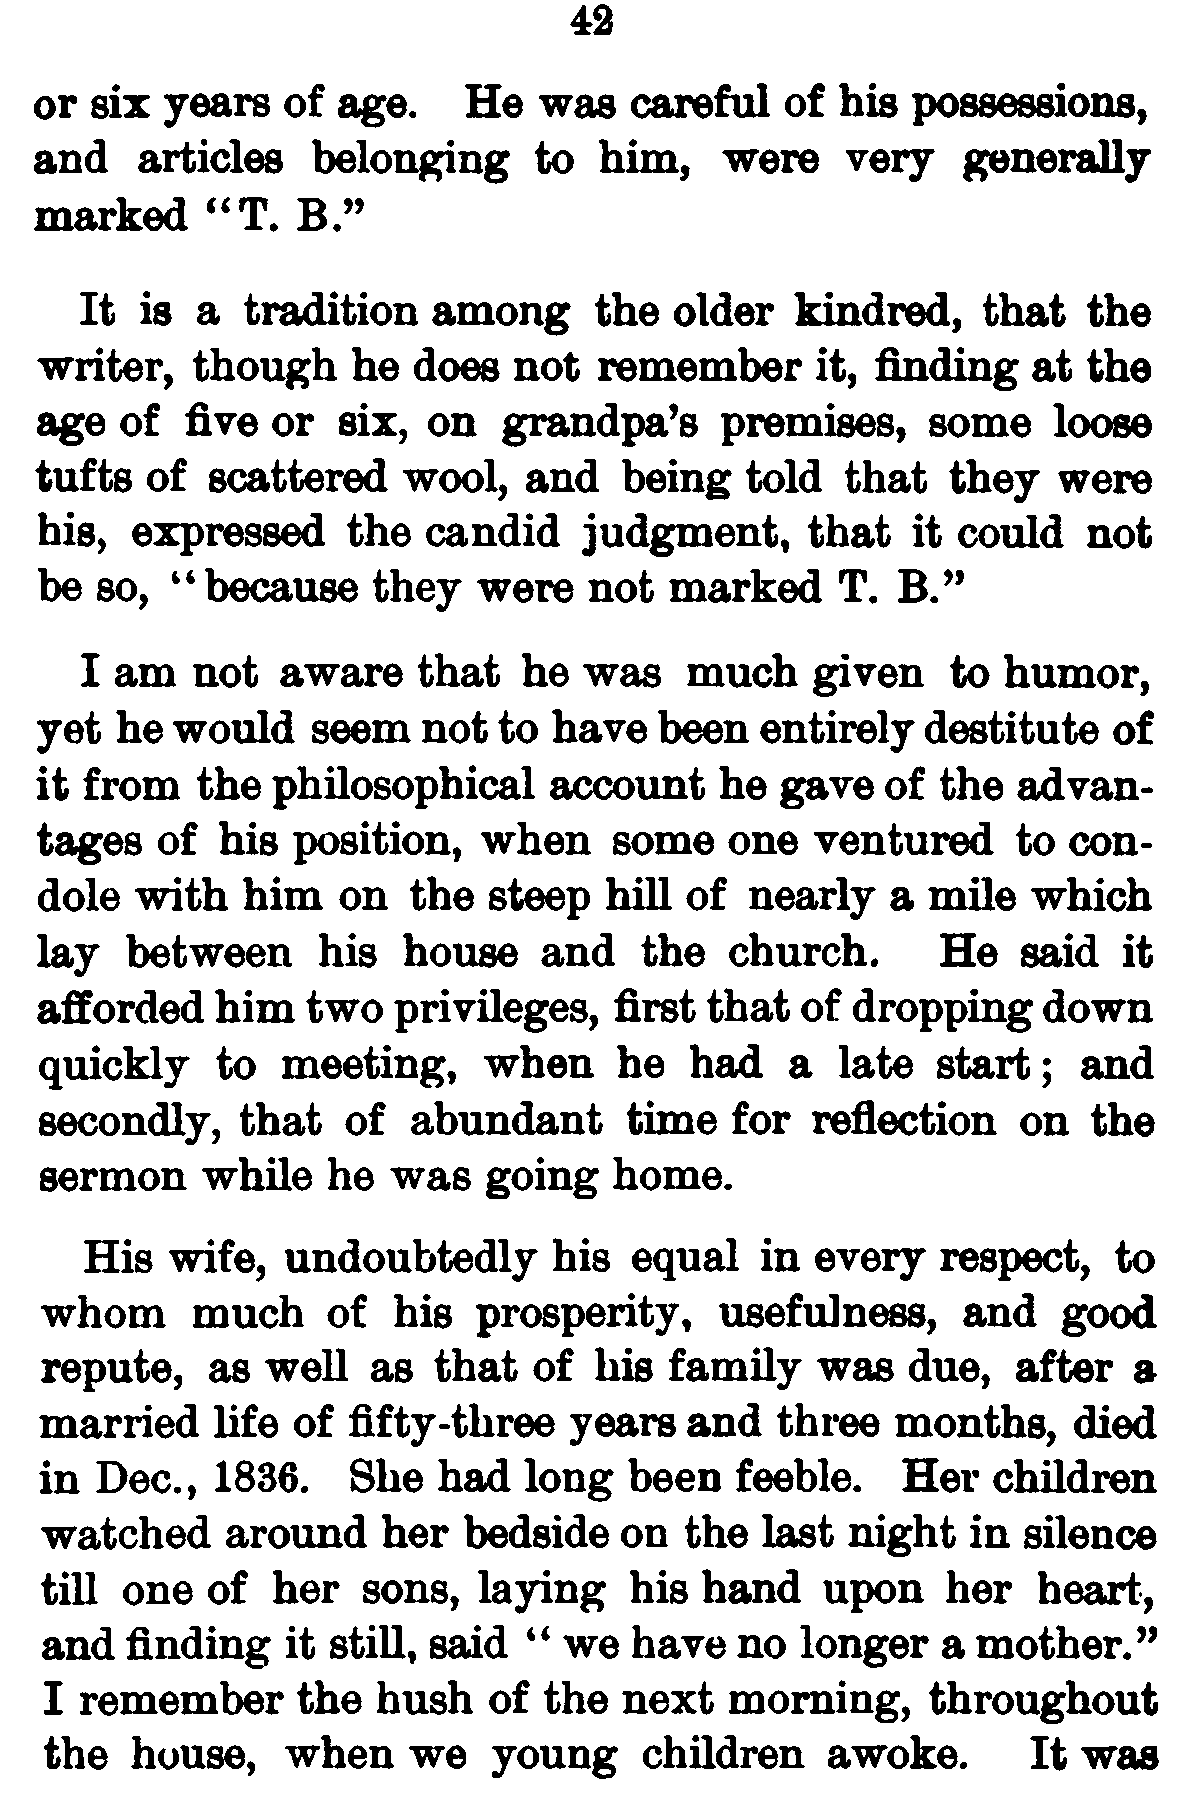 42
or six years of age. He was careful of his possessions,
and articles belonging to him, were very generally
marked “T. B.”
It is a tradition among the older kindred, that the
writer, though he does not remember it, finding at the
age of five or six, on grandpa’s premises, some loose
tufts of scattered wool, and being told that they were
his, expressed the candid judgment, that it could not
be so, “because they were not marked T. B.”
I am not aware that he was much given to humor,
yet he would seem not to have been entirely destitute of
it from the philosophical account he gave of the advan-
tages of his position, when some one ventured to con-
dole with him on the steep hill of nearly a mile which
lay between his house and the church. He said it
afforded him two privileges, first that of dropping down
quickly to meeting, when he had a late start; and
secondly, that of abundant time for reflection on the
sermon while he was going home.
His wife, undoubtedly his equal in every respect, to
whom much of his prosperity, usefulness, and good
repute, as well as that of his family was due, after a
married life of fifty-three years and three months, died
in Dec., 1836. She had long been feeble. Her children
watched around her bedside on the last night in silence
till one of her sons, laying his hand upon her heart,
and finding it still, said “we have no longer a mother.”
I remember the hush of the next morning, throughout
the house, when we young children awoke. It was